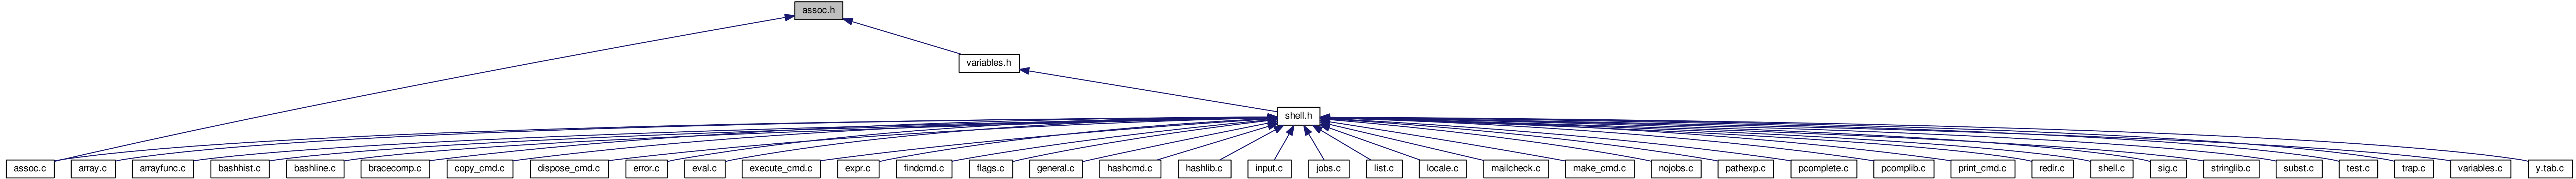 assoc.h
variables.h
shell.h
assoc.c
array.c
arrayfunc.c
bashhist.c
bashline.c
bracecomp.c
copy_cmd.c
dispose_cmd.c
error.c
eval.c
execute_cmd.c
expr.c
findcmd.c
flags.c
general.c
hashcmd.c
hashlib.c
input.c
jobs.c
list.c
locale.c
mailcheck.c
make_cmd.c
nojobs.c
pathexp.c
pcomplete.c
pcomplib.c
print_cmd.c
redir.c
shell.c
sig.c
stringlib.c
subst.c
test.c
trap.c
variables.c
y.tab.c